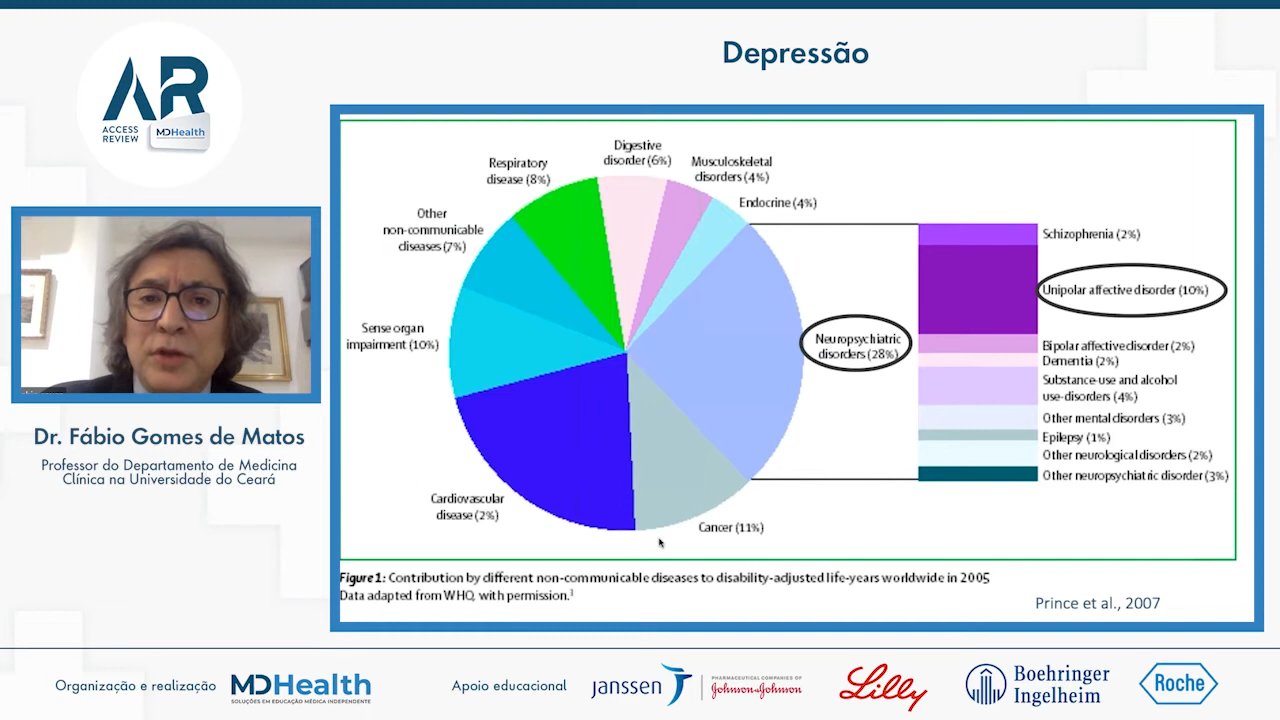 Depressão
AR
ACCESS
REVIEW
MDHealth
Dr. Fábio Gomes de Matos
Professor do Departamento de Medicina
Clínica na Universidade do Ceará
Digestive
disorder (6%)
Musculoskeletal
disorders (4%)
Endocrine (4%)
Respiratory
disease (8%)
Other
non-communicable
diseases (7%)
Sense organ
impairment (10%)
Cardiovascular
disease (2%)
Cancer (11%)
Neuropsychiatric
disorders (28%)
Schizophrenia (2%)
Unipolar affective disorder (10%)
Bipolar affective disorder (2%)
Dementia (2%)
Substance-use and alcohol
use-disorders (4%)
Other mental disorders (3%)
Epilepsy (1%)
Other neurological disorders (2%)
Other neuropsychiatric disorder (3%)
Figure 1: Contribution by different non-communicable diseases to disability-adjusted life-years worldwide in 2005
Data adapted from WHO, with permission.³
Prince et al., 2007
Organização e realização
MDHealth
SOLUÇÕES EM EDUCAÇÃO MÉDICA INDEPENDENTE
Apoio educacional
janssen
PHARMACEUTICAL COMPANIES OF
Johnson & Johnson
Lilly
Boehringer
Ingelheim
Roche